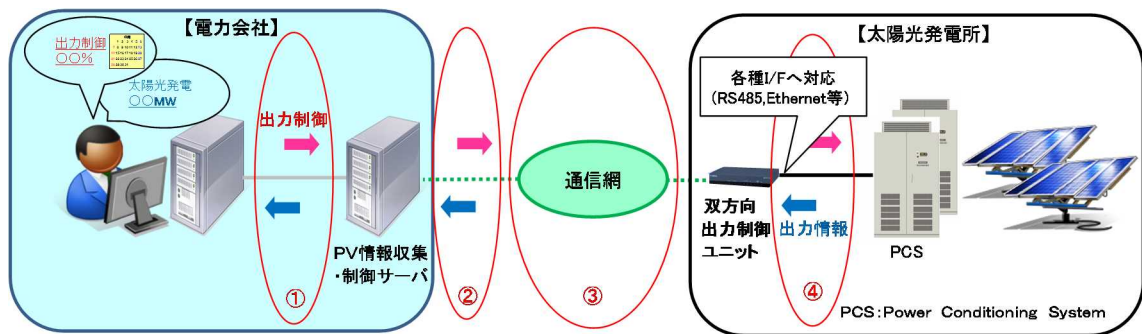 【電力会社】
出力制御
○○%
太陽光発電
○○MW
出力制御
PV情報収集
・制御サーバ
①
②
通信網
③
【太陽光発電所】
各種I/Fへ対応
(RS485,Ethernet等)
双方向
出力制御
ユニット
出力情報
④
PCS
PCS:Power Conditioning System